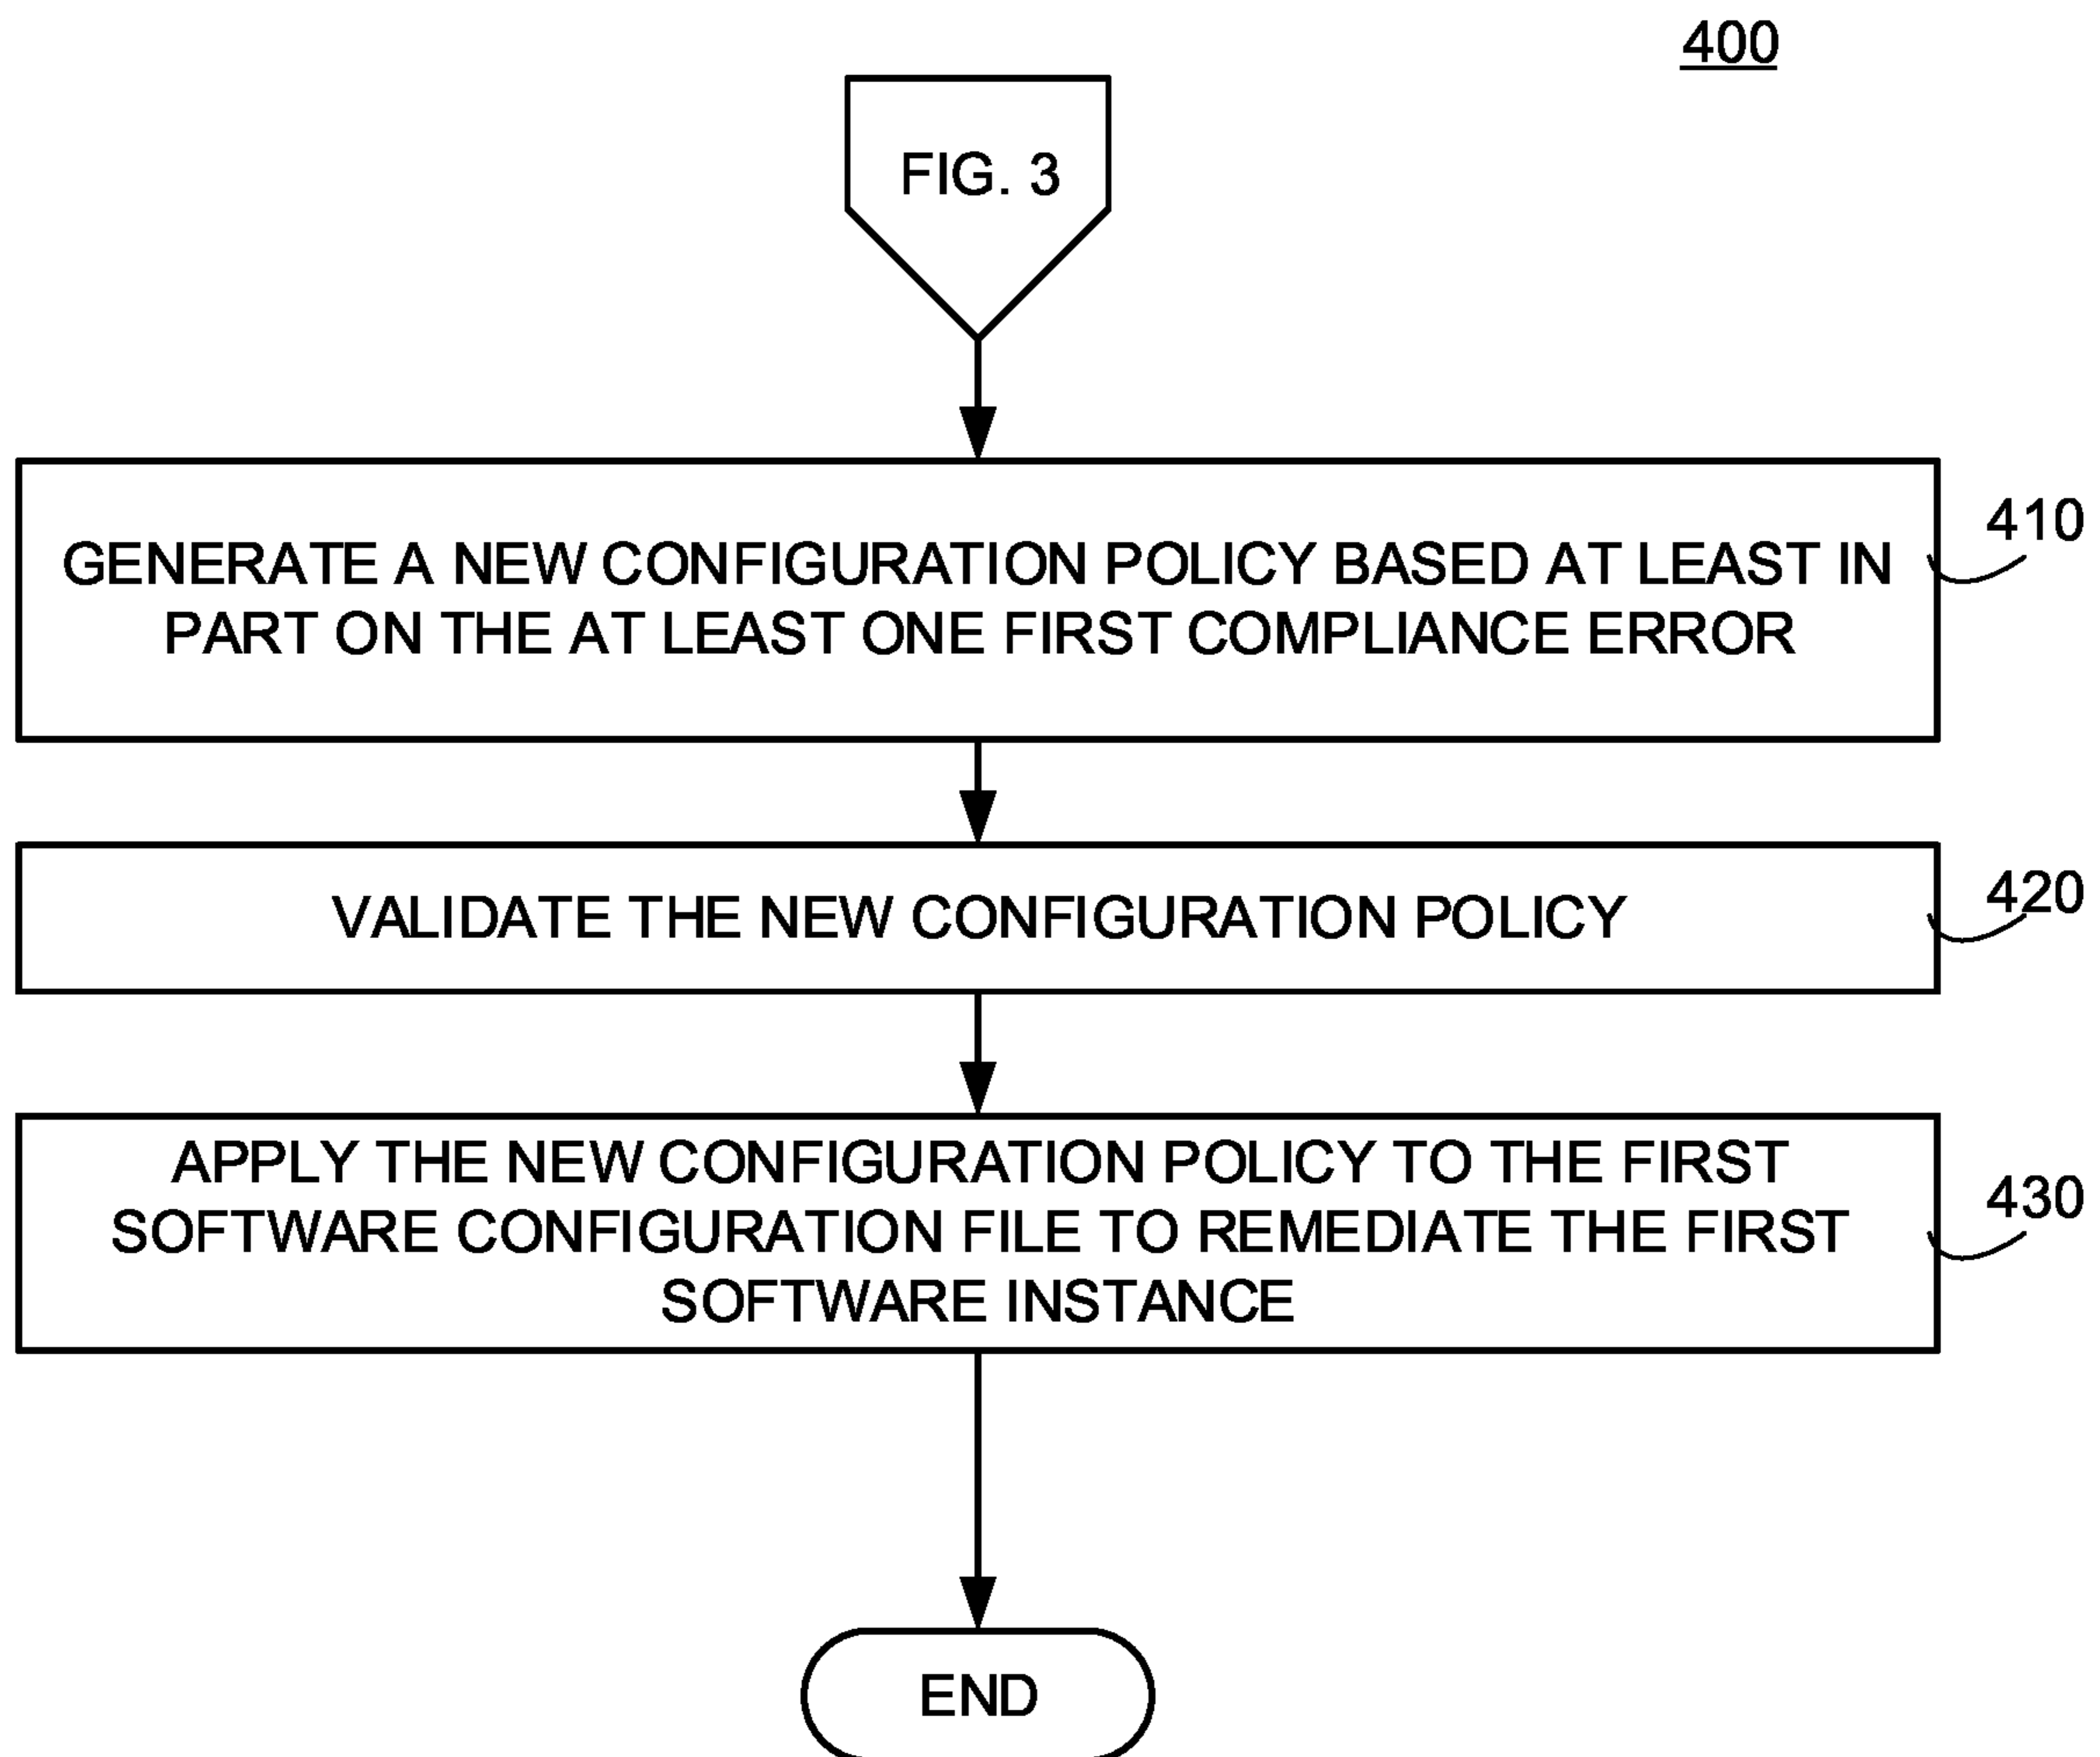 400
FIG. 3
GENERATE A NEW CONFIGURATION POLICY BASED AT LEAST IN
PART ON THE AT LEAST ONE FIRST COMPLIANCE ERROR
410
VALIDATE THE NEW CONFIGURATION POLICY
420
APPLY THE NEW CONFIGURATION POLICY TO THE FIRST
SOFTWARE CONFIGURATION FILE TO REMEDIATE THE FIRST
SOFTWARE INSTANCE
430
END